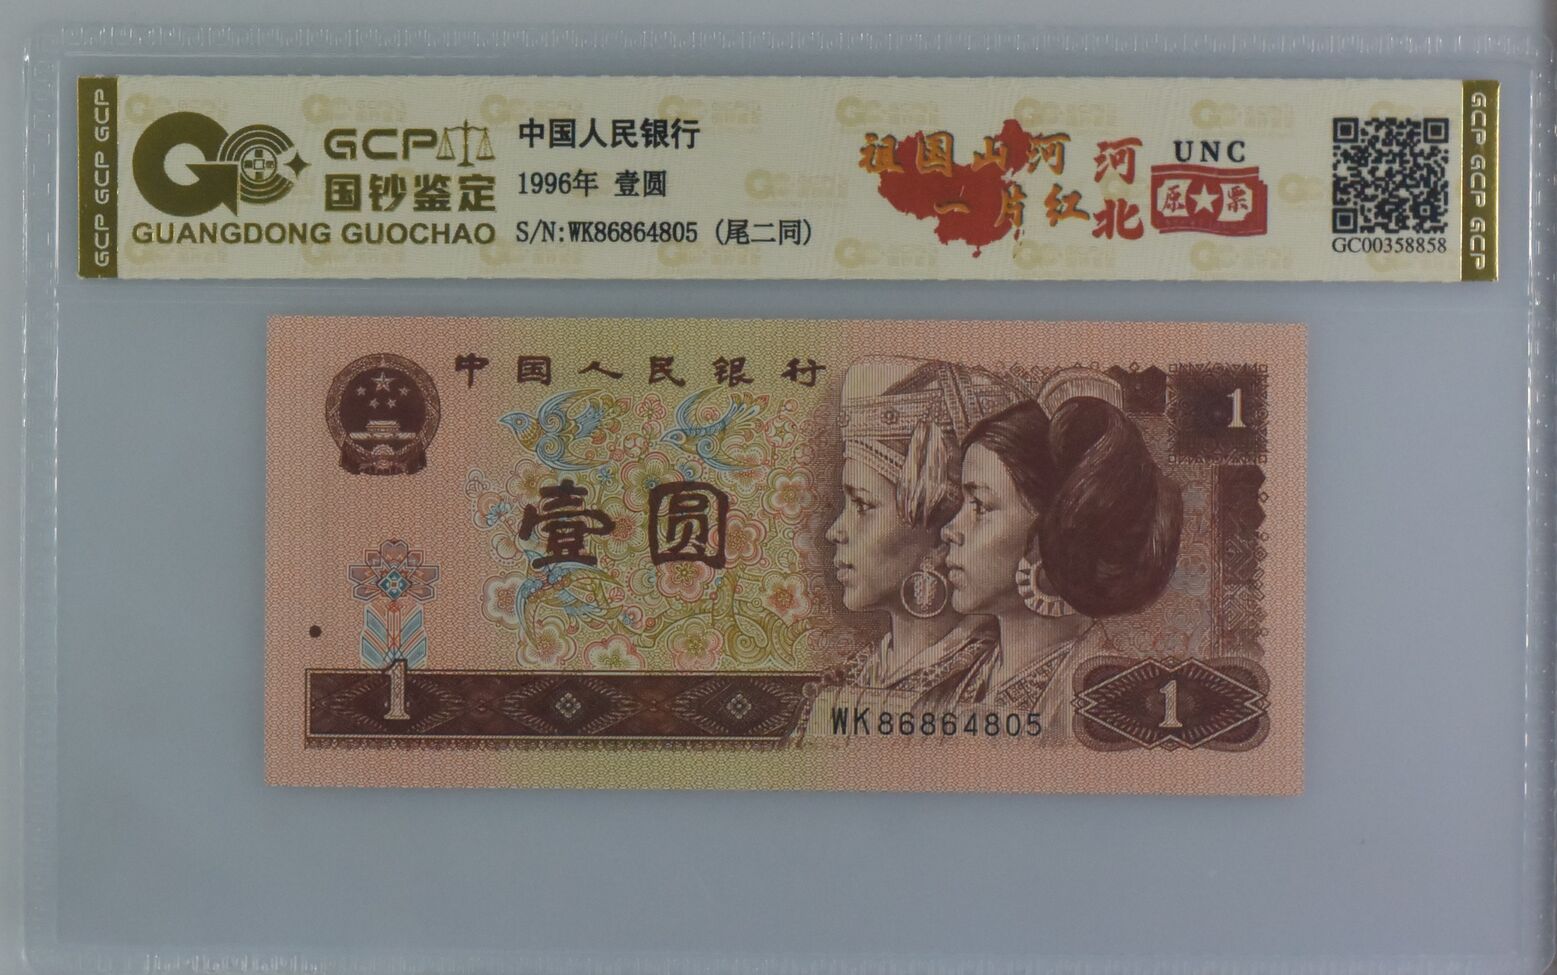 GCP GCP GCP
GCP
国钞鉴定
GUANGDONG GUOCHAO
中国人民银行
1996年 壹圆
S/N:WK86864805 (尾二同)
祖国山河
一片红
河北
UNC
原票
GC00358858
GCP GCP GCP
中国人民银行
1
壹圆
1
WK86864805
1